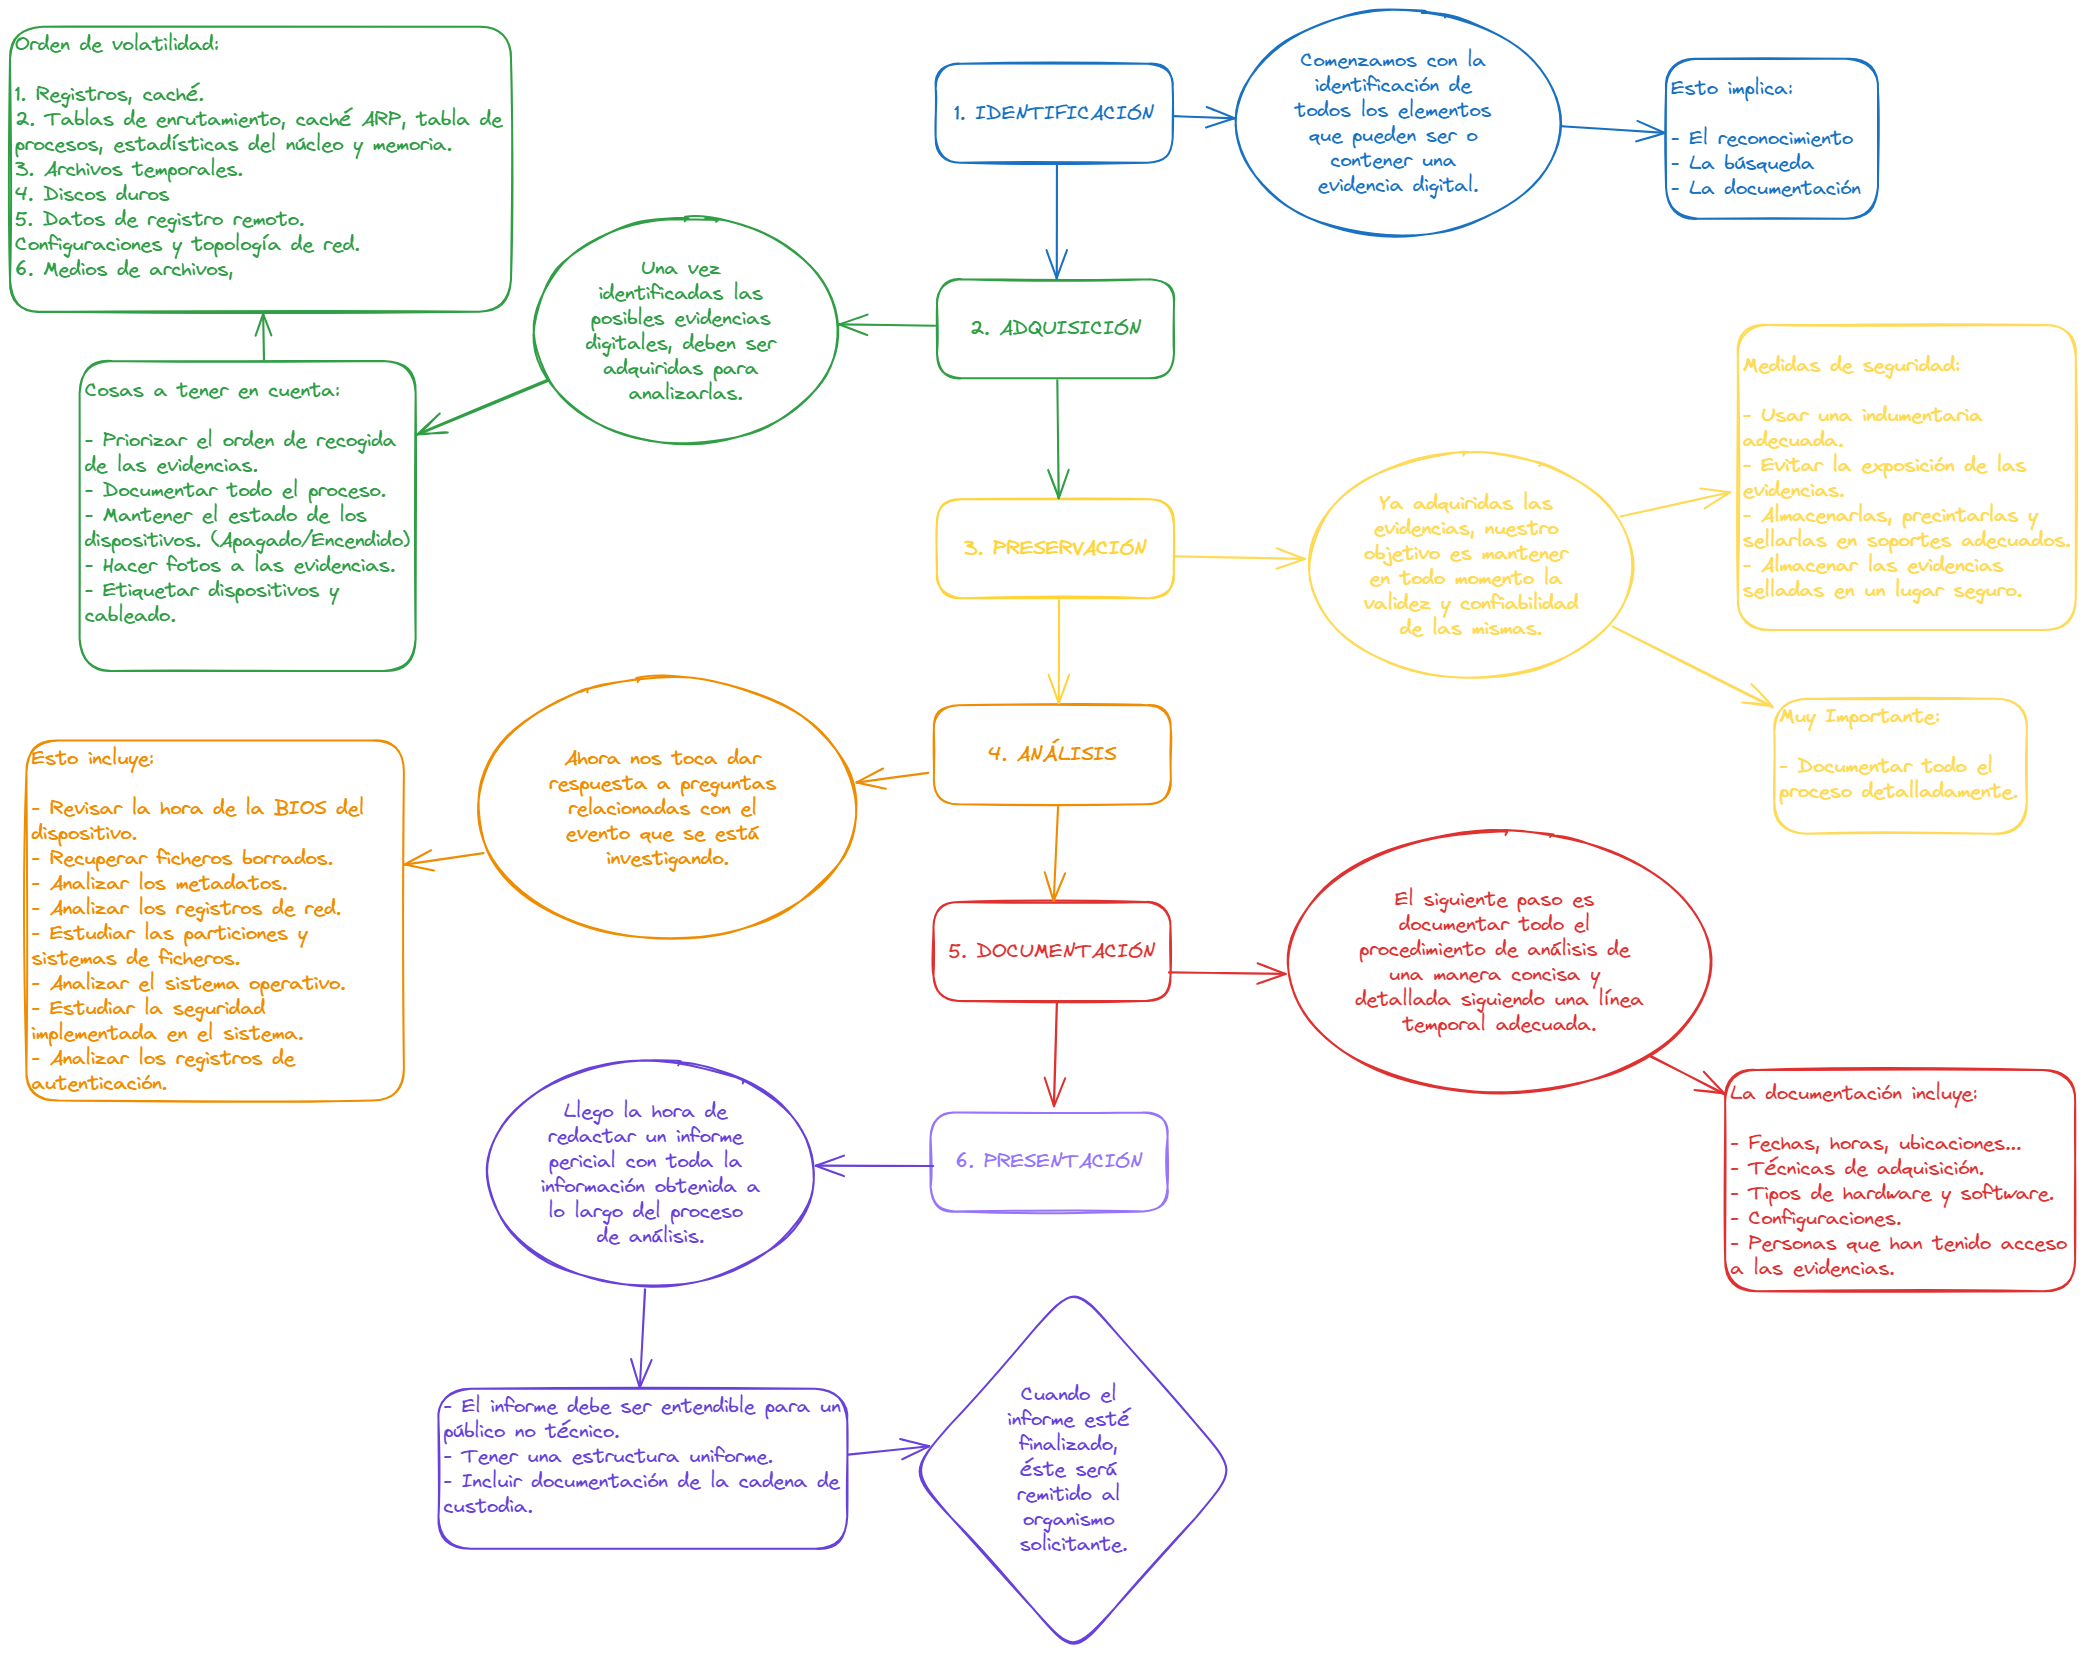 1. IDENTIFICACIÓN
Comenzamos con la
identificación de
todos los elementos
que pueden ser o
contener una
evidencia digital.
Esto implica:
- El reconocimiento
- La búsqueda
- La documentación
2. ADQUISICIÓN
Una vez
identificadas las
posibles evidencias
digitales, deben ser
adquiridas para
analizarlas.
Cosas a tener en cuenta:
- Priorizar el orden de recogida
de las evidencias.
- Documentar todo el proceso.
- Mantener el estado de los
dispositivos. (Apagado/Encendido)
- Hacer fotos a las evidencias.
- Etiquetar dispositivos y
cableado.
Orden de volatilidad:
1. Registros, caché.
2. Tablas de enrutamiento, caché ARP, tabla de
procesos, estadísticas del núcleo y memoria.
3. Archivos temporales.
4. Discos duros
5. Datos de registro remoto.
Configuraciones y topología de red.
6. Medios de archivos,
3. PRESERVACIÓN
Ya adquiridas las
evidencias, nuestro
objetivo es mantener
en todo momento la
validez y confiabilidad
de las mismas.
Medidas de seguridad:
- Usar una indumentaria
adecuada.
- Evitar la exposición de las
evidencias.
- Almacenarlas, precintarlas y
sellarlas en soportes adecuados.
- Almacenar las evidencias
selladas en un lugar seguro.
Muy Importante:
- Documentar todo el
proceso detalladamente.
4. ANÁLISIS
Ahora nos toca dar
respuesta a preguntas
relacionadas con el
evento que se está
investigando.
Esto incluye:
- Revisar la hora de la BIOS del
dispositivo.
- Recuperar ficheros borrados.
- Analizar los metadatos.
- Analizar los registros de red.
- Estudiar las particiones y
sistemas de ficheros.
- Analizar el sistema operativo.
- Estudiar la seguridad
implementada en el sistema.
- Analizar los registros de
autenticación.
5. DOCUMENTACIÓN
El siguiente paso es
documentar todo el
procedimiento de análisis de
una manera concisa y
detallada siguiendo una línea
temporal adecuada.
La documentación incluye:
- Fechas, horas, ubicaciones...
- Técnicas de adquisición.
- Tipos de hardware y software.
- Configuraciones.
- Personas que han tenido acceso
a las evidencias.
6. PRESENTACIÓN
Llego la hora de
redactar un informe
pericial con toda la
información obtenida a
lo largo del proceso
de análisis.
- El informe debe ser entendible para un
público no técnico.
- Tener una estructura uniforme.
- Incluir documentación de la cadena de
custodia.
Cuando el
informe esté
finalizado,
éste será
remitido al
organismo
solicitante.